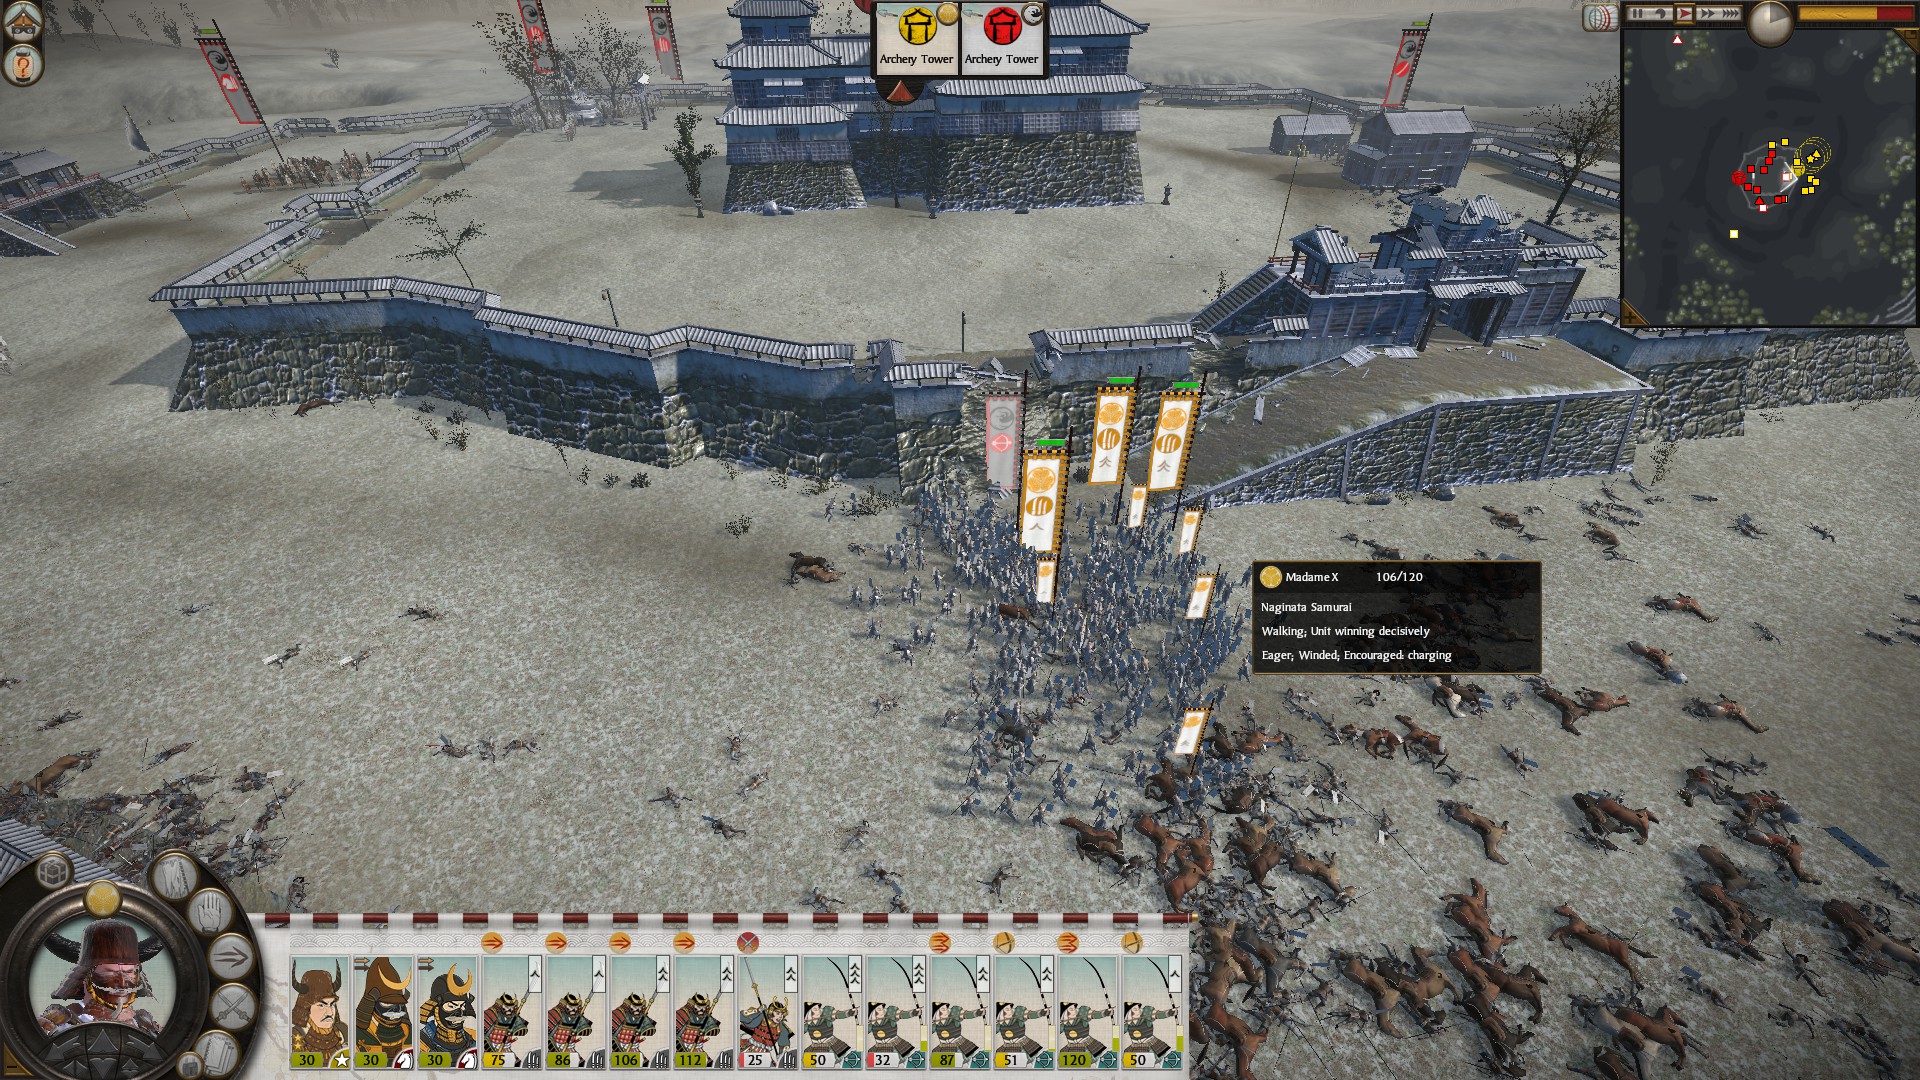 Archery Tower
Archery Tower
?
MadameX 106/120
Naginata Samurai
Walking; Unit winning decisively
Eager; Winded; Encouraged: charging
30
30
30
75
86
106
112
25
50
32
87
51
120
50